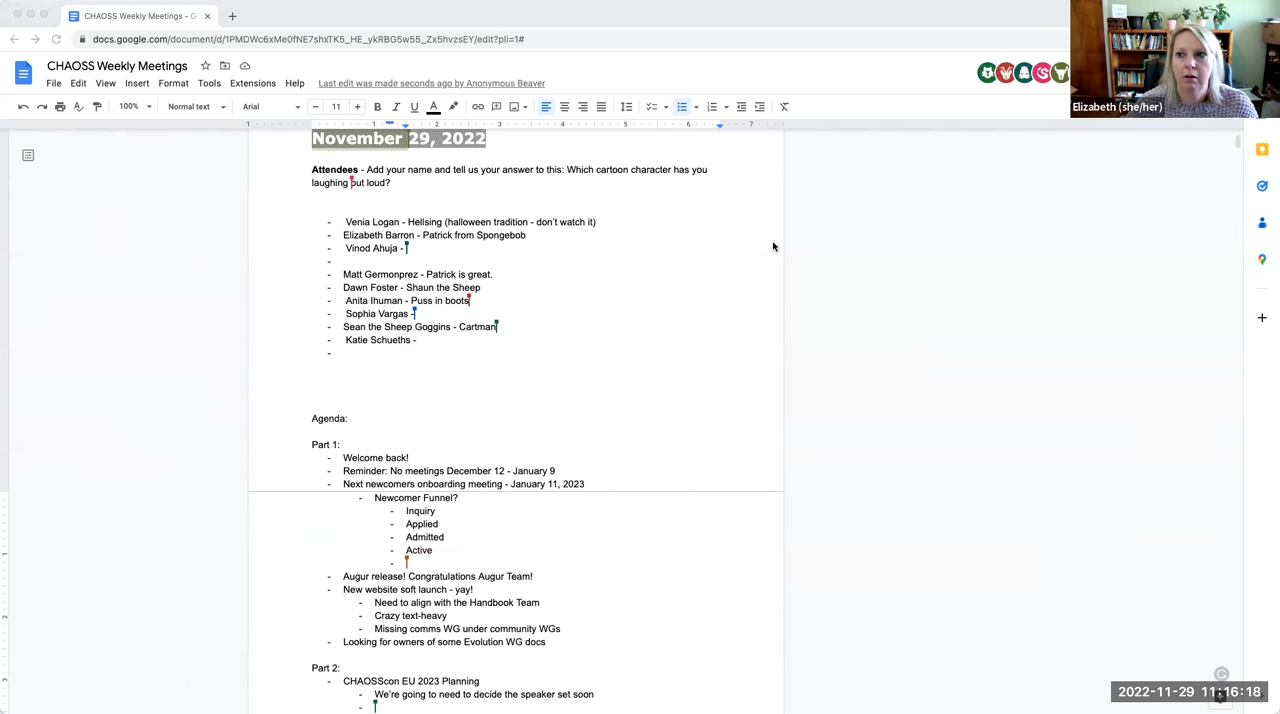 CHAOSS Weekly Meetings - G
docs.google.com/document/d/1PMDWc6xMe0fNE7shxTK5_HE_ykRBG5w55_Zx5hvzsEY/edit?pli=1#
CHAOSS Weekly Meetings
File Edit View Insert Format Tools Extensions Help Last edit was made seconds ago by Anonymous Beaver
Elizabeth (she/her)
100% Normal text Arial 11
1 1 2 3 4 5 6 7
November 29, 2022
Attendees - Add your name and tell us your answer to this: Which cartoon character has you
laughing out loud?
- Venia Logan - Hellsing (halloween tradition - don't watch it)
- Elizabeth Barron - Patrick from Spongebob
- Vinod Ahuja -
-
- Matt Germonprez - Patrick is great.
- Dawn Foster - Shaun the Sheep
- Anita Ihuman - Puss in boots
- Sophia Vargas -
- Sean the Sheep Goggins - Cartman
- Katie Schueths -
-
Agenda:
Part 1:
- Welcome back!
- Reminder: No meetings December 12 - January 9
- Next newcomers onboarding meeting - January 11, 2023
- Newcomer Funnel?
- Inquiry
- Applied
- Admitted
- Active
-
- Augur release! Congratulations Augur Team!
- New website soft launch - yay!
- Need to align with the Handbook Team
- Crazy text-heavy
- Missing comms WG under community WGs
- Looking for owners of some Evolution WG docs
Part 2:
- CHAOSScon EU 2023 Planning
- We're going to need to decide the speaker set soon
-
2022-11-29 11:16:18